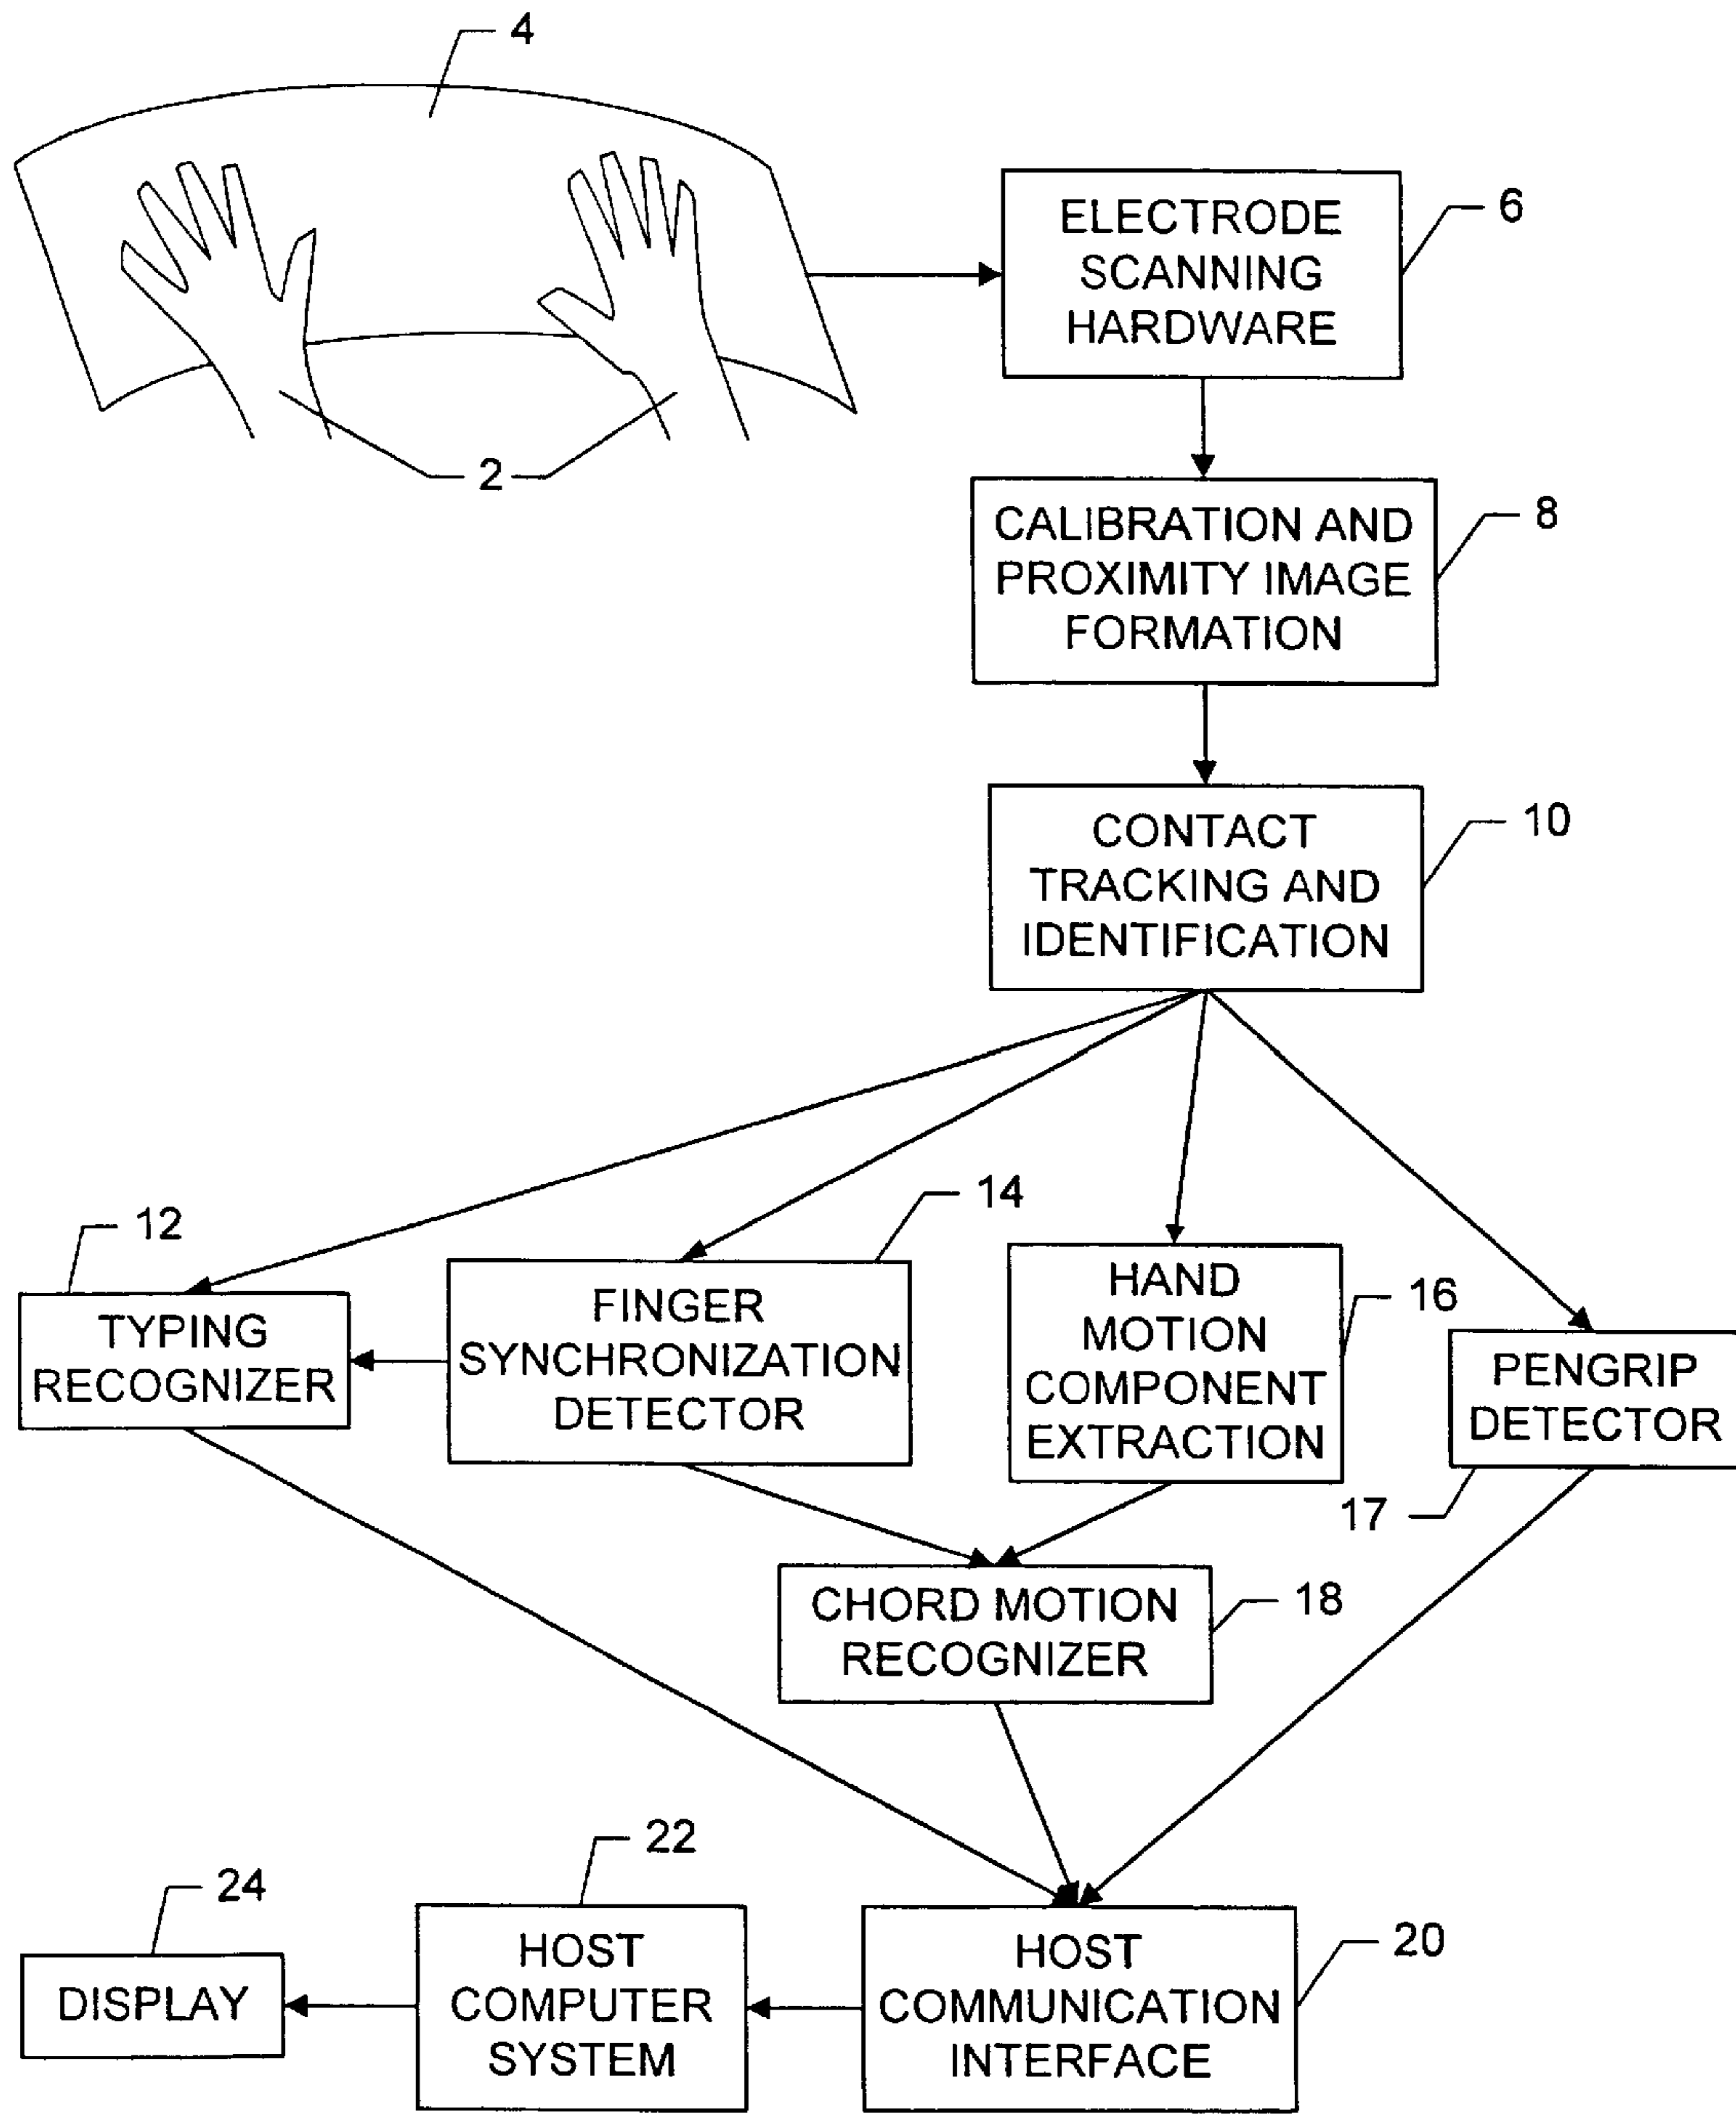 4
2
ELECTRODE
SCANNING
HARDWARE
6
CALIBRATION AND
PROXIMITY IMAGE
FORMATION
8
CONTACT
TRACKING AND
IDENTIFICATION
10
12
TYPING
RECOGNIZER
14
FINGER
SYNCHRONIZATION
DETECTOR
HAND
MOTION
COMPONENT
EXTRACTION
16
PENGRIP
DETECTOR
17
CHORD MOTION
RECOGNIZER
18
24
DISPLAY
22
HOST
COMPUTER
SYSTEM
HOST
COMMUNICATION
INTERFACE
20